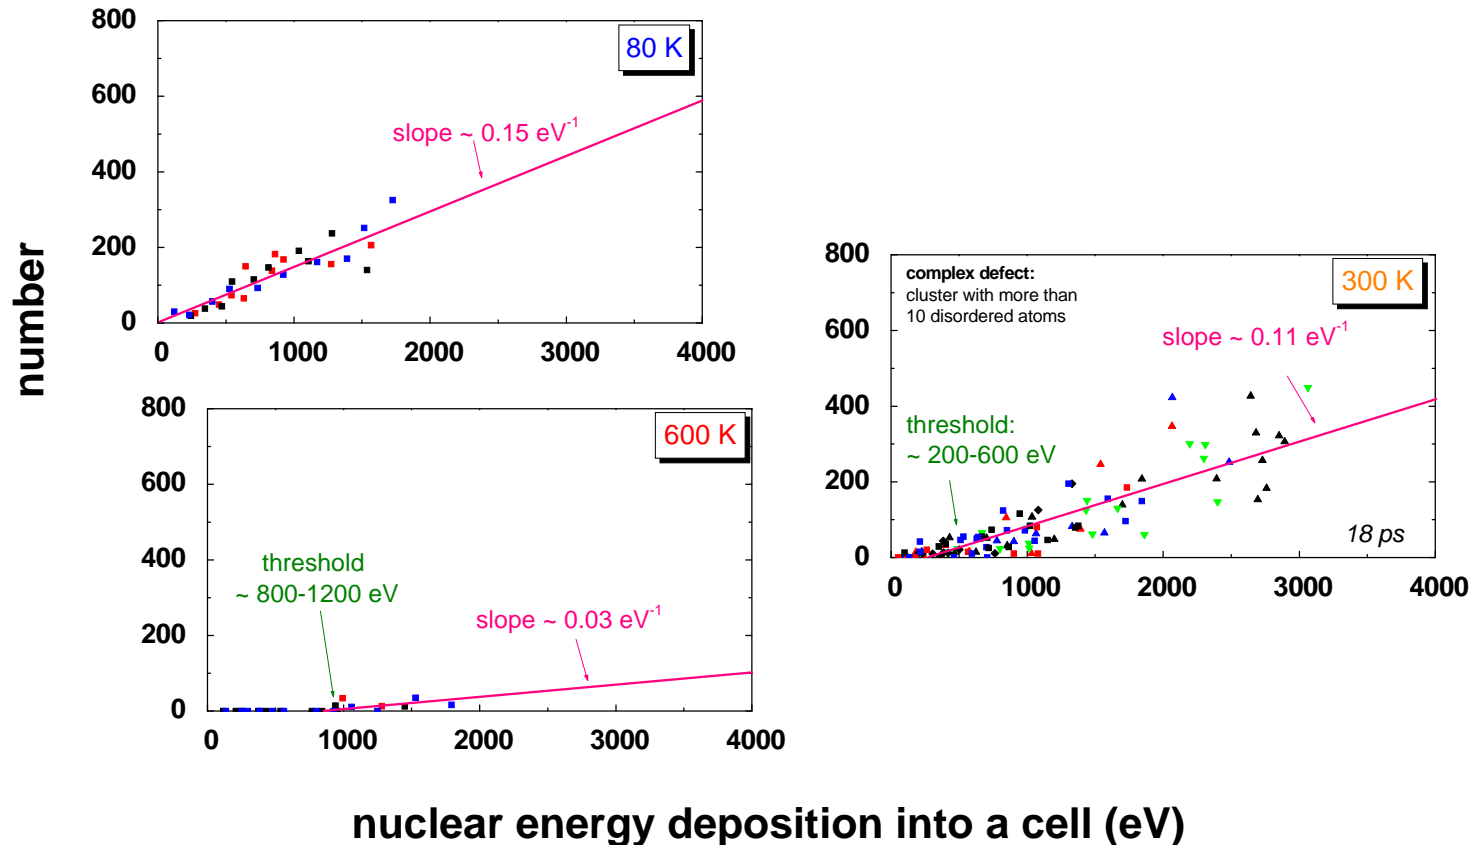 number
800
600
400
200
0
80 K
slope ~ 0.15 eV⁻¹
0 1000 2000 3000 4000
800
600
400
200
0
600 K
threshold
~ 800-1200 eV
slope ~ 0.03 eV⁻¹
0 1000 2000 3000 4000
800
600
400
200
0
complex defect:
cluster with more than
10 disordered atoms
300 K
slope ~ 0.11 eV⁻¹
threshold:
~ 200-600 eV
18 ps
0 1000 2000 3000 4000
nuclear energy deposition into a cell (eV)